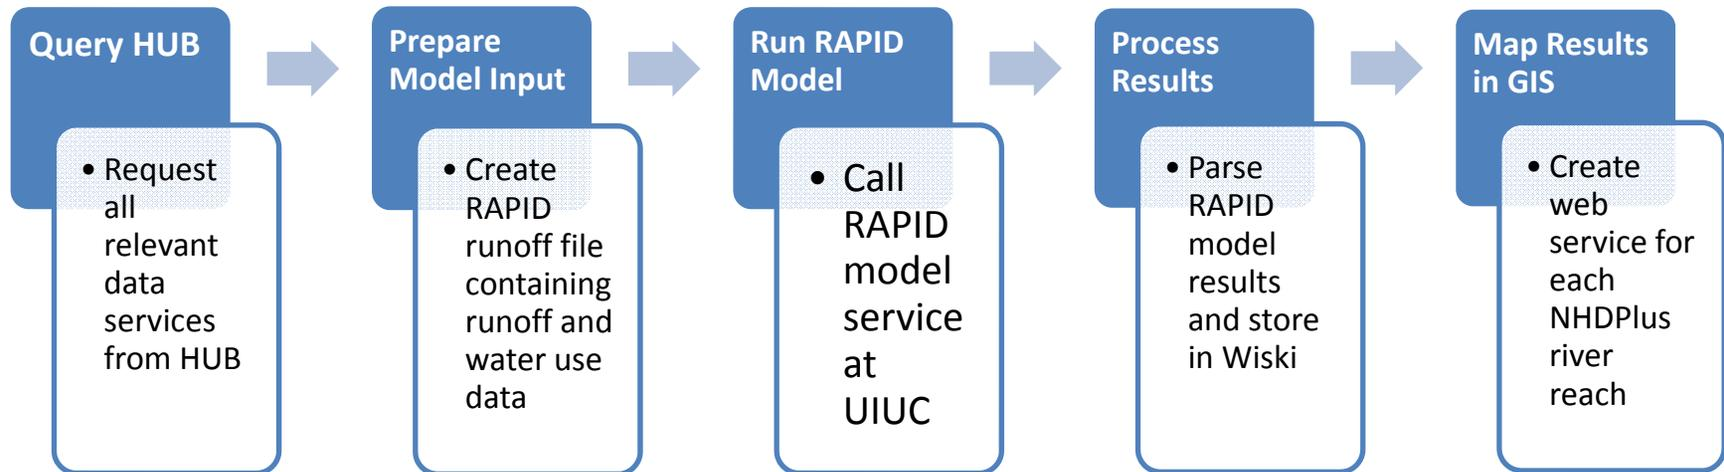 Query HUB
• Request
all
relevant
data
services
from HUB
Prepare
Model Input
• Create
RAPID
runoff file
containing
runoff and
water use
data
Run RAPID
Model
• Call
RAPID
model
service
at
UIUC
Process
Results
• Parse
RAPID
model
results
and store
in Wiski
Map Results
in GIS
• Create
web
service for
each
NHDPlus
river
reach